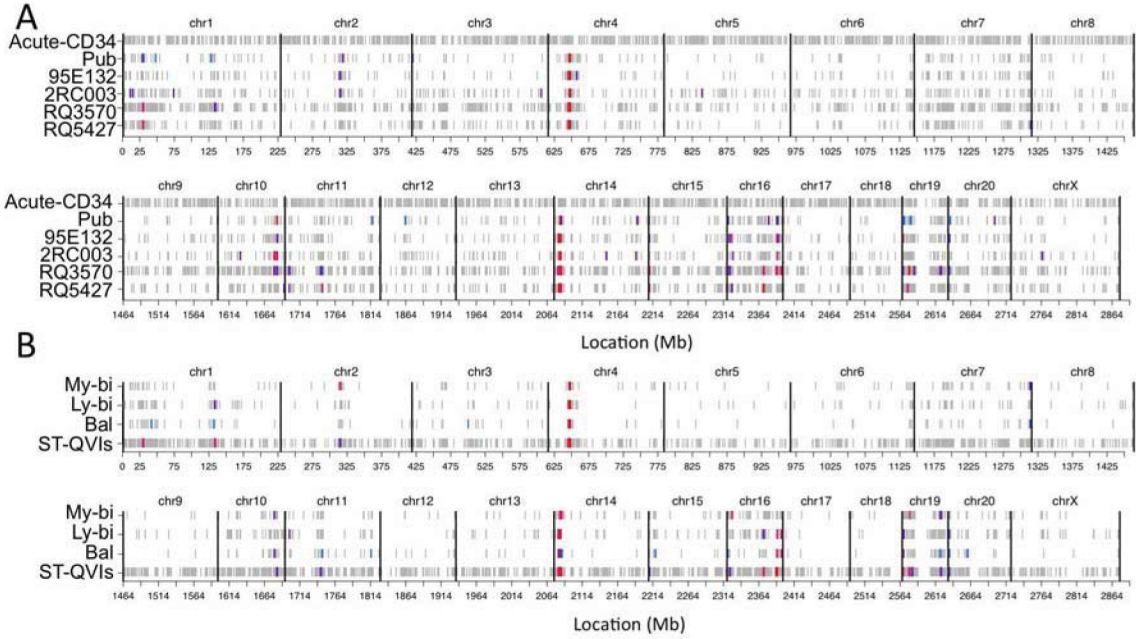 A
chr1 chr2 chr3 chr4 chr5 chr6 chr7 chr8
Acute-CD34
Pub
95E132
2RC003
RQ3570
RQ5427
0 25 75 125 175 225 275 325 375 425 475 525 575 625 675 725 775 825 875 925 975 1025 1075 1125 1175 1225 1275 1325 1375 1425
chr9 chr10 chr11 chr12 chr13 chr14 chr15 chr16 chr17 chr18 chr19 chr20 chrX
Acute-CD34
Pub
95E132
2RC003
RQ3570
RQ5427
1464 1514 1564 1614 1664 1714 1764 1814 1864 1914 1964 2014 2064 2114 2164 2214 2264 2314 2364 2414 2464 2514 2564 2614 2664 2714 2764 2814 2864
Location (Mb)
B
chr1 chr2 chr3 chr4 chr5 chr6 chr7 chr8
My-bi
Ly-bi
Bal
ST-QVIs
0 25 75 125 175 225 275 325 375 425 475 525 575 625 675 725 775 825 875 925 975 1025 1075 1125 1175 1225 1275 1325 1375 1425
chr9 chr10 chr11 chr12 chr13 chr14 chr15 chr16 chr17 chr18 chr19 chr20 chrX
My-bi
Ly-bi
Bal
ST-QVIs
1464 1514 1564 1614 1664 1714 1764 1814 1864 1914 1964 2014 2064 2114 2164 2214 2264 2314 2364 2414 2464 2514 2564 2614 2664 2714 2764 2814 2864
Location (Mb)